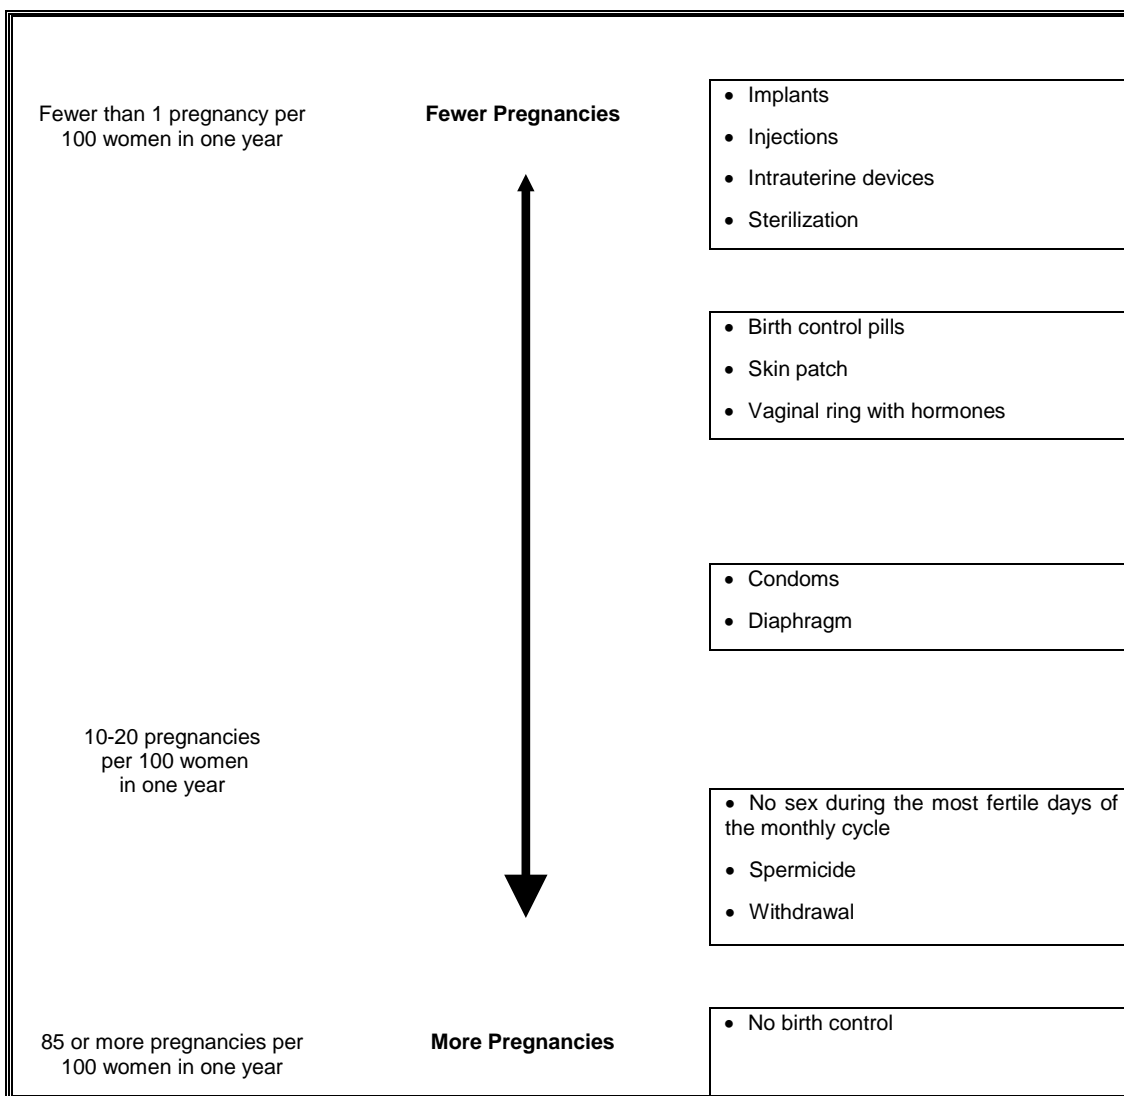 Fewer than 1 pregnancy per
100 women in one year
Fewer Pregnancies
• Implants
• Injections
• Intrauterine devices
• Sterilization
• Birth control pills
• Skin patch
• Vaginal ring with hormones
• Condoms
• Diaphragm
10-20 pregnancies
per 100 women
in one year
• No sex during the most fertile days of
the monthly cycle
• Spermicide
• Withdrawal
85 or more pregnancies per
100 women in one year
More Pregnancies
• No birth control